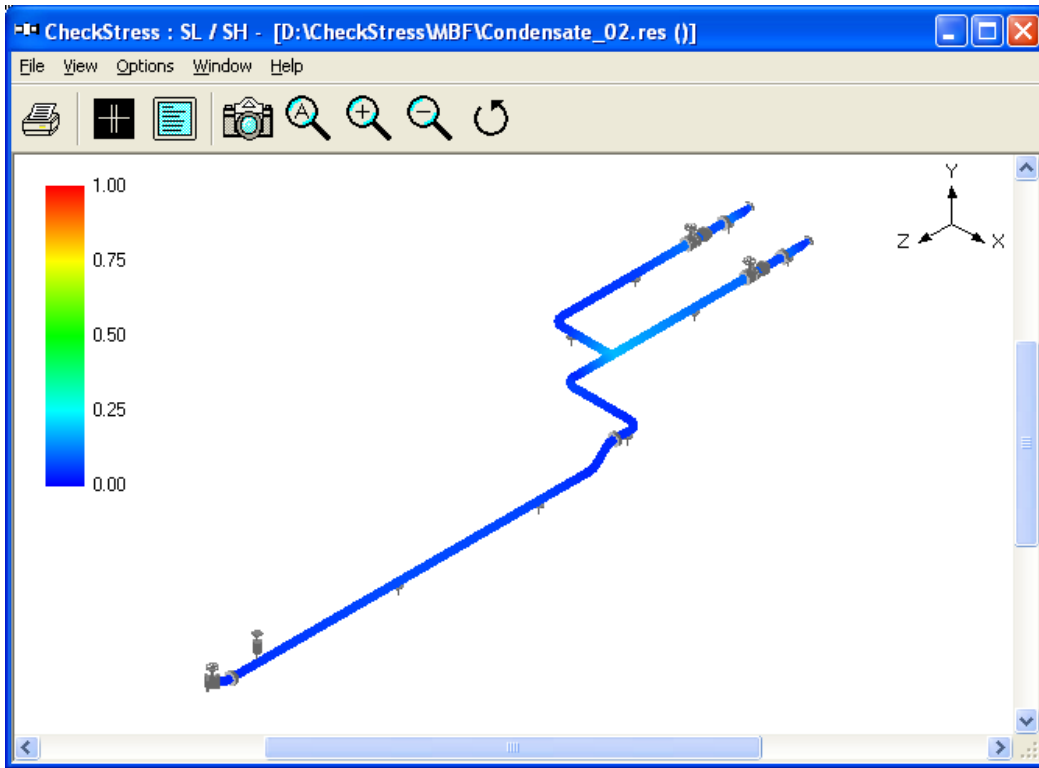 CheckStress : SL / SH - [D:\CheckStress\MBF\Condensate_02.res ()]
File View Options Window Help
A
1.00
0.75
0.50
0.25
0.00
Y
Z
X